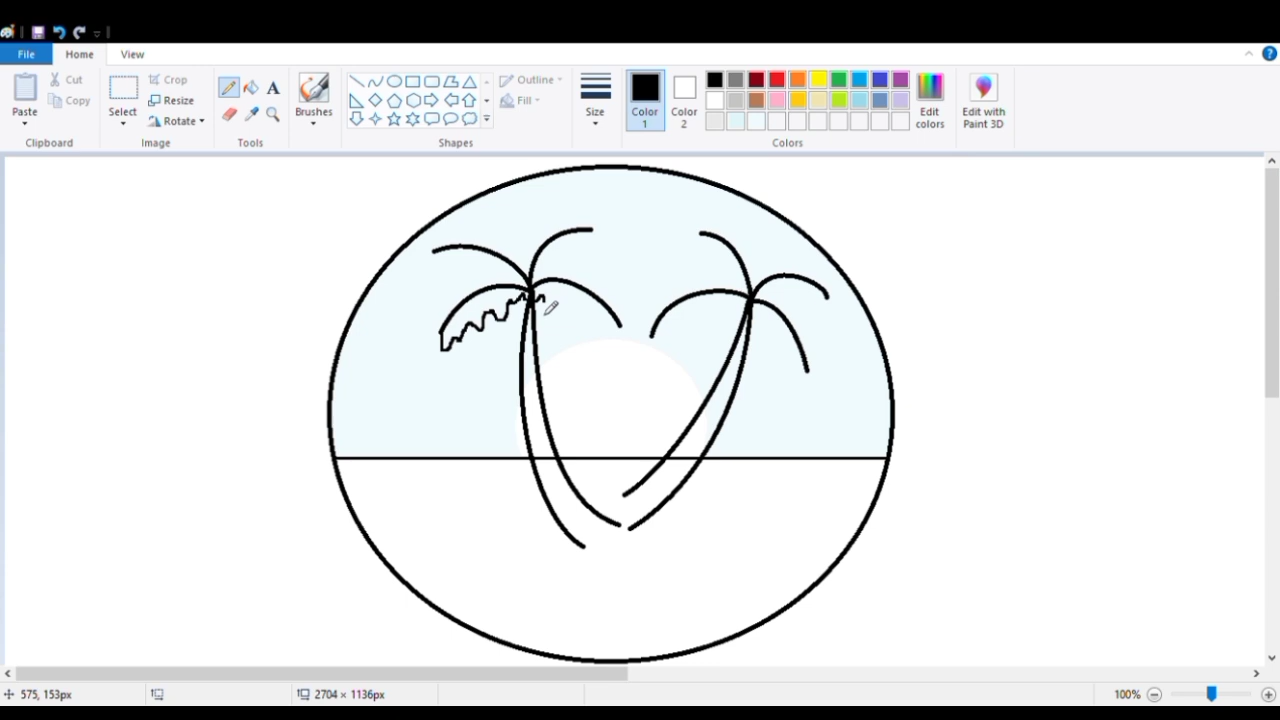 File Home View
Cut Crop Outline
Copy Resize Fill
Rotate
Paste Select Brushes Size Color 1 Color 2 Edit colors Edit with Paint 3D
Clipboard Image Tools Shapes Colors
575, 153px 2704 × 1136px 100%